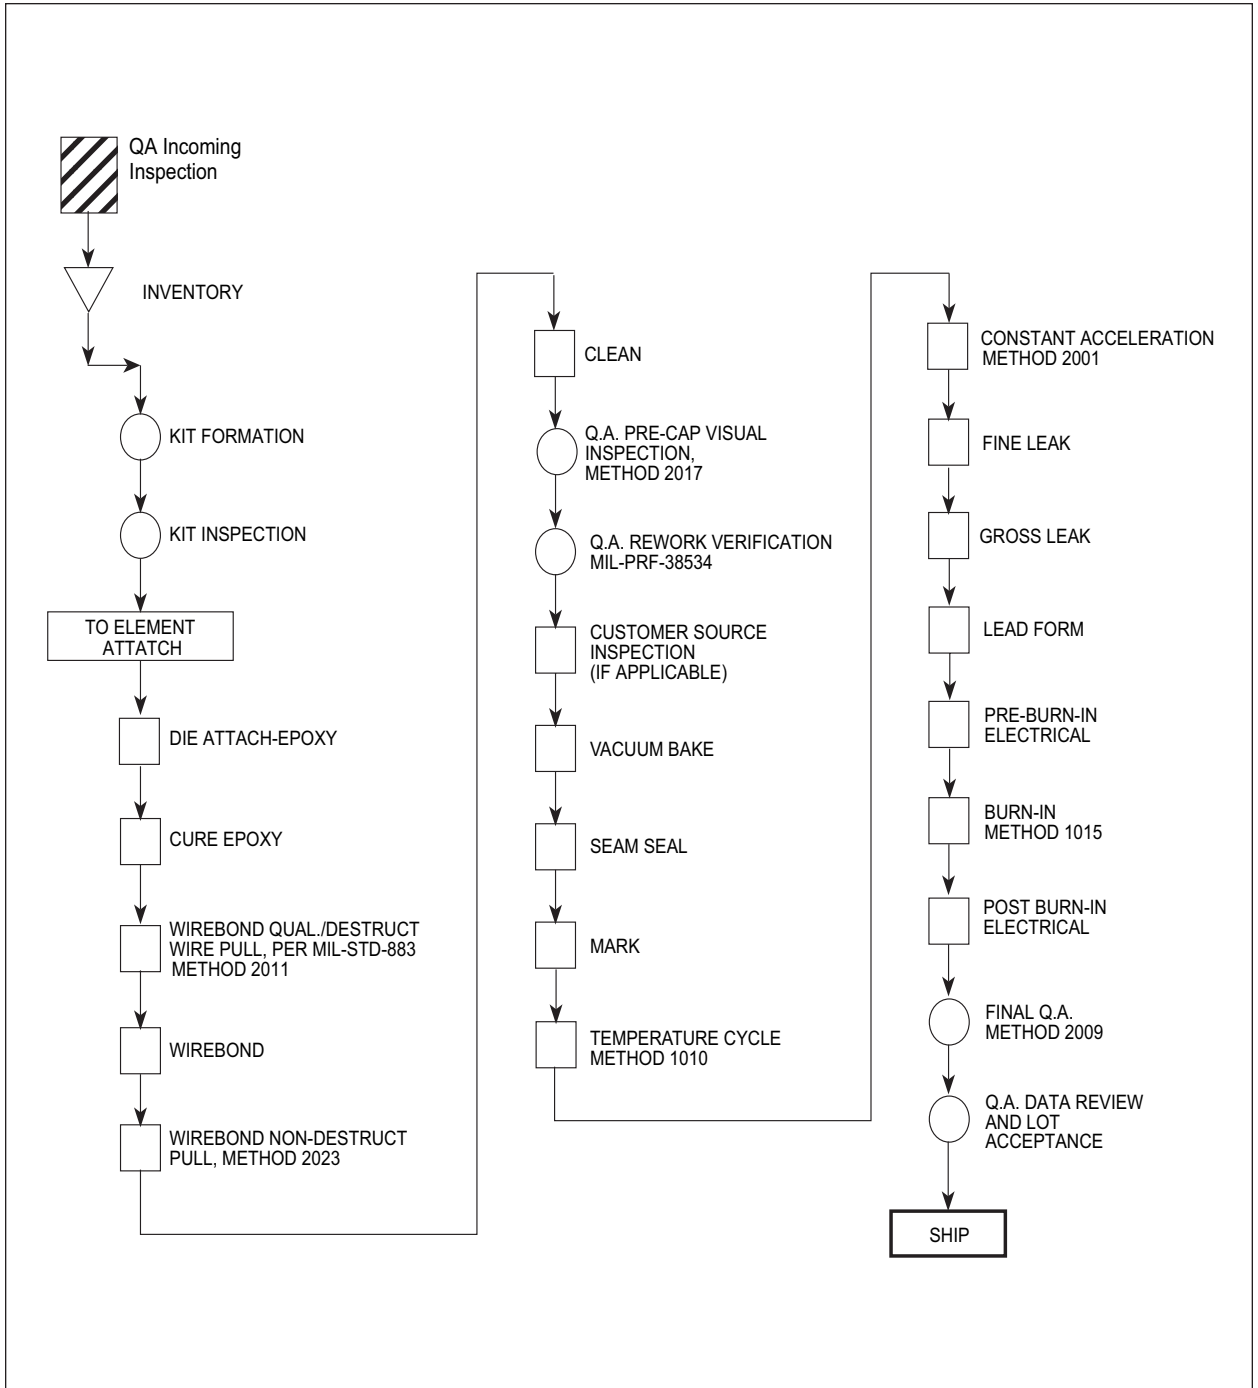 QA Incoming
Inspection
INVENTORY
KIT FORMATION
KIT INSPECTION
TO ELEMENT
ATTATCH
DIE ATTACH-EPOXY
CURE EPOXY
WIREBOND QUAL./DESTRUCT
WIRE PULL, PER MIL-STD-883
METHOD 2011
WIREBOND
WIREBOND NON-DESTRUCT
PULL, METHOD 2023
CLEAN
Q.A. PRE-CAP VISUAL
INSPECTION,
METHOD 2017
Q.A. REWORK VERIFICATION
MIL-PRF-38534
CUSTOMER SOURCE
INSPECTION
(IF APPLICABLE)
VACUUM BAKE
SEAM SEAL
MARK
TEMPERATURE CYCLE
METHOD 1010
CONSTANT ACCELERATION
METHOD 2001
FINE LEAK
GROSS LEAK
LEAD FORM
PRE-BURN-IN
ELECTRICAL
BURN-IN
METHOD 1015
POST BURN-IN
ELECTRICAL
FINAL Q.A.
METHOD 2009
Q.A. DATA REVIEW
AND LOT
ACCEPTANCE
SHIP